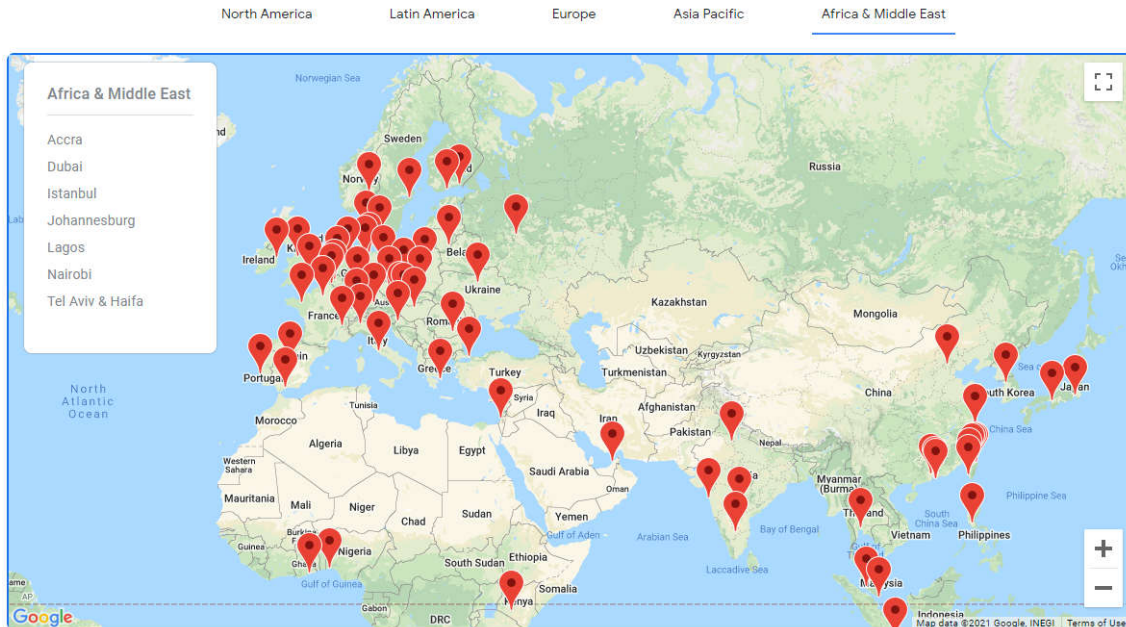 North America
Latin America
Europe
Asia Pacific
Africa & Middle East
Africa & Middle East
Accra
Dubai
Istanbul
Johannesburg
Lagos
Nairobi
Tel Aviv & Haifa
Norwegian Sea
Sweden
Russia
Ireland
Ukraine
Kazakhstan
Mongolia
France
Uzbekistan
Kyrgyzstan
Portugal
Greece
Turkey
Turkmenistan
China
South Korea
Japan
North
Atlantic
Ocean
Tunisia
Syria
Iraq
Iran
Afghanistan
Morocco
Pakistan
Nepal
China Sea
Algeria
Libya
Egypt
Western
Sahara
Saudi Arabia
Oman
Myanmar
(Burma)
Mauritania
Mali
Niger
Chad
Sudan
Yemen
Gulf of Aden
Arabian Sea
Bay of Bengal
Thailand
Vietnam
South
China Sea
Philippine Sea
Philippines
Guinea
Ghana
Nigeria
Ethiopia
South Sudan
Somalia
Laccadive Sea
Gulf of Guinea
Malaysia
Kenya
Gabon
DRC
Indonesia
AP
Google
Map data ©2021 Google, INEGI
Terms of Use